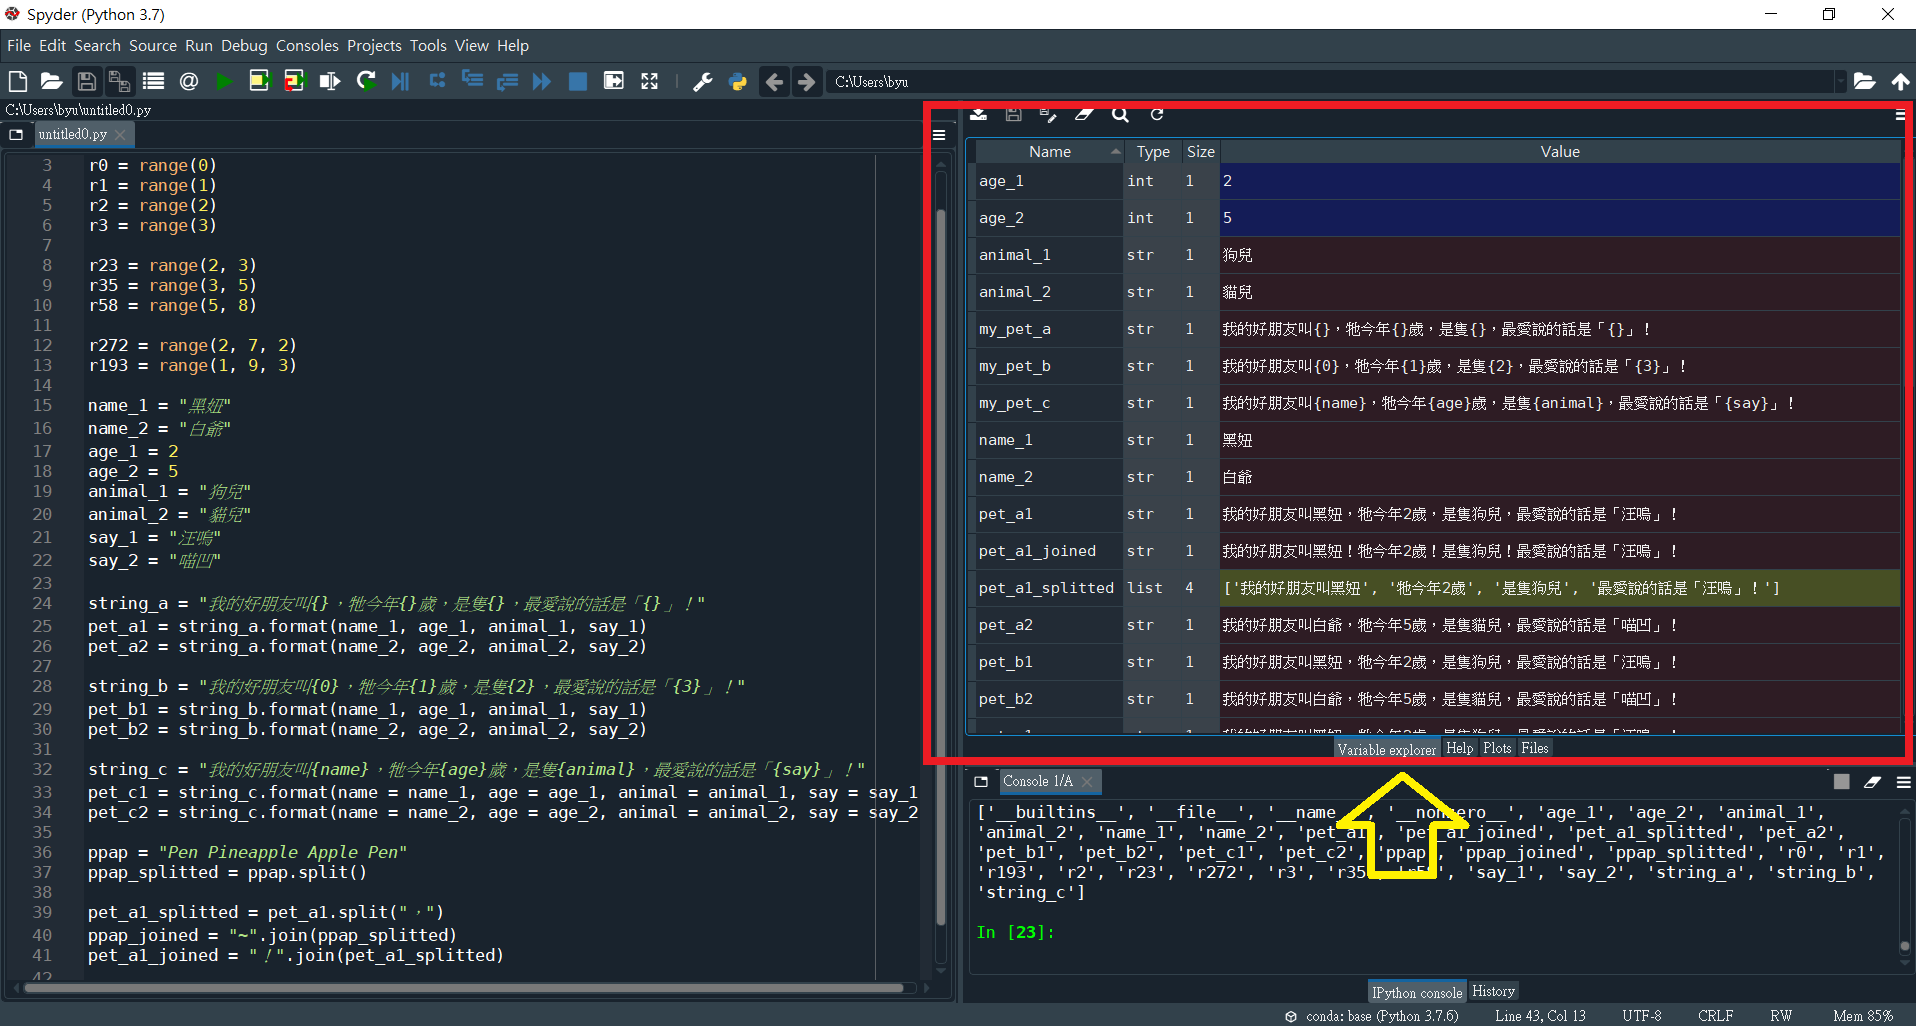 Spyder (Python 3.7)
File Edit Search Source Run Debug Consoles Projects Tools View Help
C:\Users\byu
C:\Users\byu\untitled0.py
untitled0.py
3 r0 = range(0)
4 r1 = range(1)
5 r2 = range(2)
6 r3 = range(3)
7
8 r23 = range(2, 3)
9 r35 = range(3, 5)
10 r58 = range(5, 8)
11
12 r272 = range(2, 7, 2)
13 r193 = range(1, 9, 3)
14
15 name_1 = "黑妞"
16 name_2 = "白爺"
17 age_1 = 2
18 age_2 = 5
19 animal_1 = "狗兒"
20 animal_2 = "貓兒"
21 say_1 = "汪嗚"
22 say_2 = "喵凹"
23
24 string_a = "我的好朋友叫{}，牠今年{}歲，是隻{}，最愛說的話是「{}」！"
25 pet_a1 = string_a.format(name_1, age_1, animal_1, say_1)
26 pet_a2 = string_a.format(name_2, age_2, animal_2, say_2)
27
28 string_b = "我的好朋友叫{0}，牠今年{1}歲，是隻{2}，最愛說的話是「{3}」！"
29 pet_b1 = string_b.format(name_1, age_1, animal_1, say_1)
30 pet_b2 = string_b.format(name_2, age_2, animal_2, say_2)
31
32 string_c = "我的好朋友叫{name}，牠今年{age}歲，是隻{animal}，最愛說的話是「{say}」！"
33 pet_c1 = string_c.format(name = name_1, age = age_1, animal = animal_1, say = say_1
34 pet_c2 = string_c.format(name = name_2, age = age_2, animal = animal_2, say = say_2
35
36 ppap = "Pen Pineapple Apple Pen"
37 ppap_splitted = ppap.split()
38
39 pet_a1_splitted = pet_a1.split("，")
40 ppap_joined = "~".join(ppap_splitted)
41 pet_a1_joined = "！".join(pet_a1_splitted)
42
Name Type Size Value
age_1 int 1 2
age_2 int 1 5
animal_1 str 1 狗兒
animal_2 str 1 貓兒
my_pet_a str 1 我的好朋友叫{}，牠今年{}歲，是隻{}，最愛說的話是「{}」！
my_pet_b str 1 我的好朋友叫{0}，牠今年{1}歲，是隻{2}，最愛說的話是「{3}」！
my_pet_c str 1 我的好朋友叫{name}，牠今年{age}歲，是隻{animal}，最愛說的話是「{say}」！
name_1 str 1 黑妞
name_2 str 1 白爺
pet_a1 str 1 我的好朋友叫黑妞，牠今年2歲，是隻狗兒，最愛說的話是「汪嗚」！
pet_a1_joined str 1 我的好朋友叫黑妞！牠今年2歲！是隻狗兒！最愛說的話是「汪嗚」！
pet_a1_splitted list 4 ['我的好朋友叫黑妞', '牠今年2歲', '是隻狗兒', '最愛說的話是「汪嗚」！']
pet_a2 str 1 我的好朋友叫白爺，牠今年5歲，是隻貓兒，最愛說的話是「喵凹」！
pet_b1 str 1 我的好朋友叫黑妞，牠今年2歲，是隻狗兒，最愛說的話是「汪嗚」！
pet_b2 str 1 我的好朋友叫白爺，牠今年5歲，是隻貓兒，最愛說的話是「喵凹」！
Variable explorer Help Plots Files
Console 1/A
['__builtins__', '__file__', '__name__', '__nonzero__', 'age_1', 'age_2', 'animal_1',
'animal_2', 'name_1', 'name_2', 'pet_a1', 'pet_a1_joined', 'pet_a1_splitted', 'pet_a2',
'pet_b1', 'pet_b2', 'pet_c1', 'pet_c2', 'ppap', 'ppap_joined', 'ppap_splitted', 'r0', 'r1',
'r193', 'r2', 'r23', 'r272', 'r3', 'r35', 'r58', 'say_1', 'say_2', 'string_a', 'string_b',
'string_c']
In [23]:
IPython console History
conda: base (Python 3.7.6) Line 43, Col 13 UTF-8 CRLF RW Mem 85%